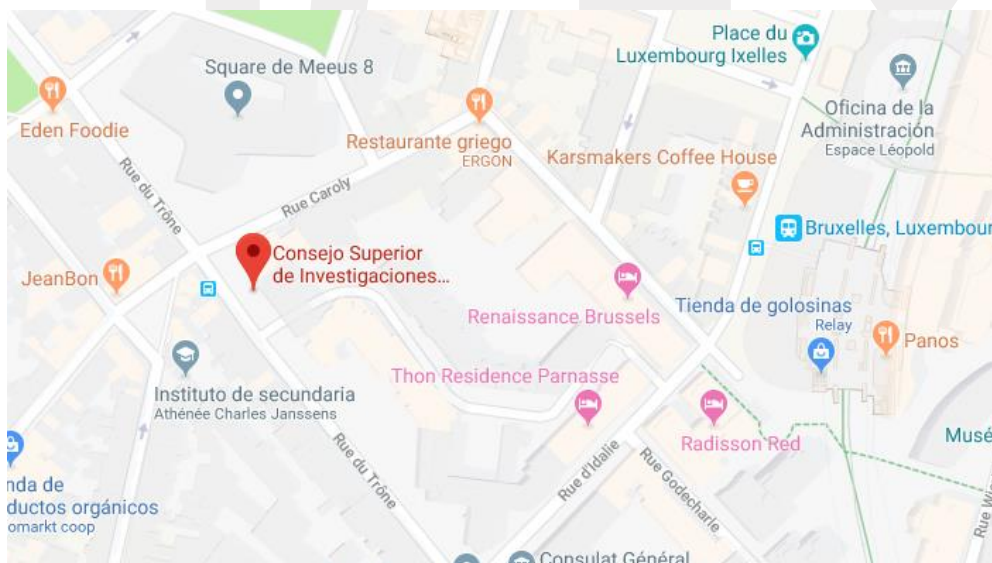 Place du
Luxembourg Ixelles
Square de Meeus 8
Oficina de la
Administración
Espace Léopold
Eden Foodie
Restaurante griego
ERGON
Karsmakers Coffee House
Rue du Trône
Rue Caroly
Bruxelles, Luxembour
Consejo Superior
de Investigaciones...
JeanBon
Renaissance Brussels
Tienda de golosinas
Relay
Panos
Thon Residence Parnasse
Instituto de secundaria
Athénée Charles Janssens
Radisson Red
Musé
Rue d'Idalie
Rue Godecharle
Rue du Trône
nda de
ductos orgánicos
omarkt coop
Rue Wie
Consulat Général